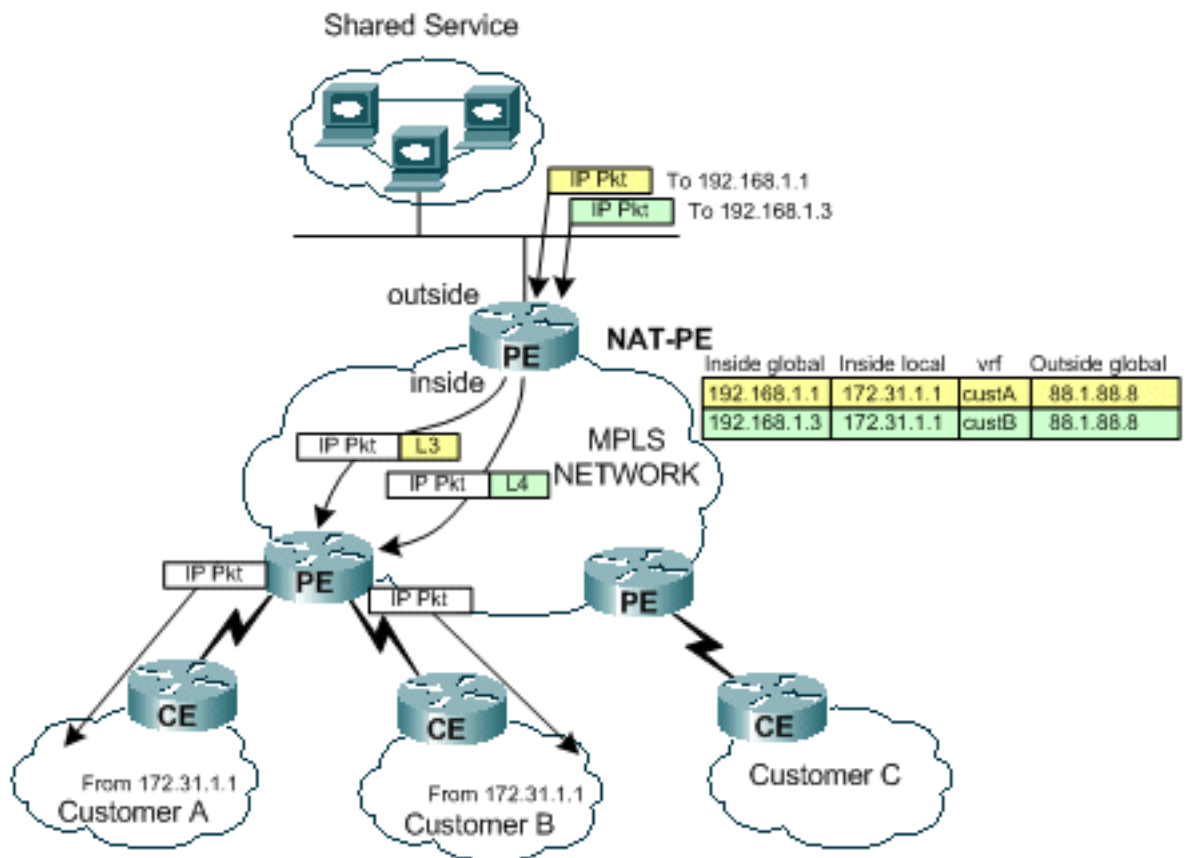 Shared Service
IP Pkt To 192.168.1.1
IP Pkt To 192.168.1.3
outside
PE
NAT-PE
inside
Inside global Inside local vrf Outside global
192.168.1.1 172.31.1.1 custA 88.1.88.8
192.168.1.3 172.31.1.1 custB 88.1.88.8
IP Pkt L3
MPLS
NETWORK
IP Pkt L4
IP Pkt
PE
IP Pkt
PE
CE
CE
CE
From 172.31.1.1
Customer A
From 172.31.1.1
Customer B
Customer C